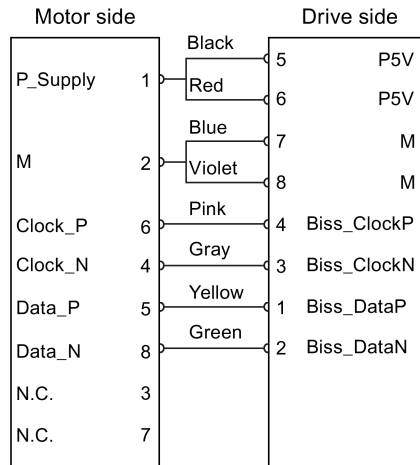 Motor side Drive side
Black
5 P5V
P_Supply 1
Red
6 P5V
Blue
7 M
M 2
Violet
8 M
Pink
Clock_P 6 4 Biss_ClockP
Gray
Clock_N 4 3 Biss_ClockN
Yellow
Data_P 5 1 Biss_DataP
Green
Data_N 8 2 Biss_DataN
N.C. 3
N.C. 7